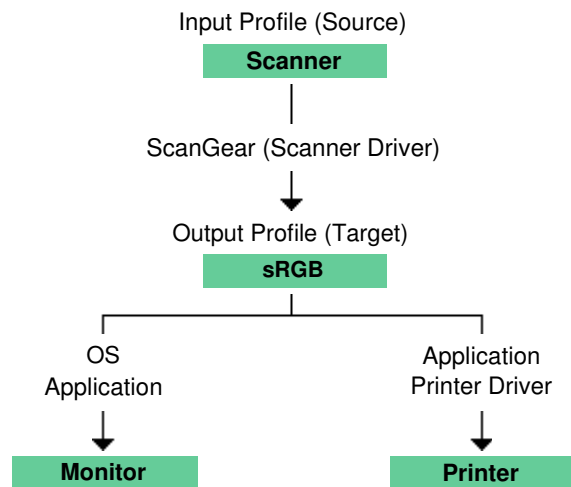 Input Profile (Source)
Scanner
ScanGear (Scanner Driver)
Output Profile (Target)
sRGB
OS
Application
Application
Printer Driver
Monitor
Printer